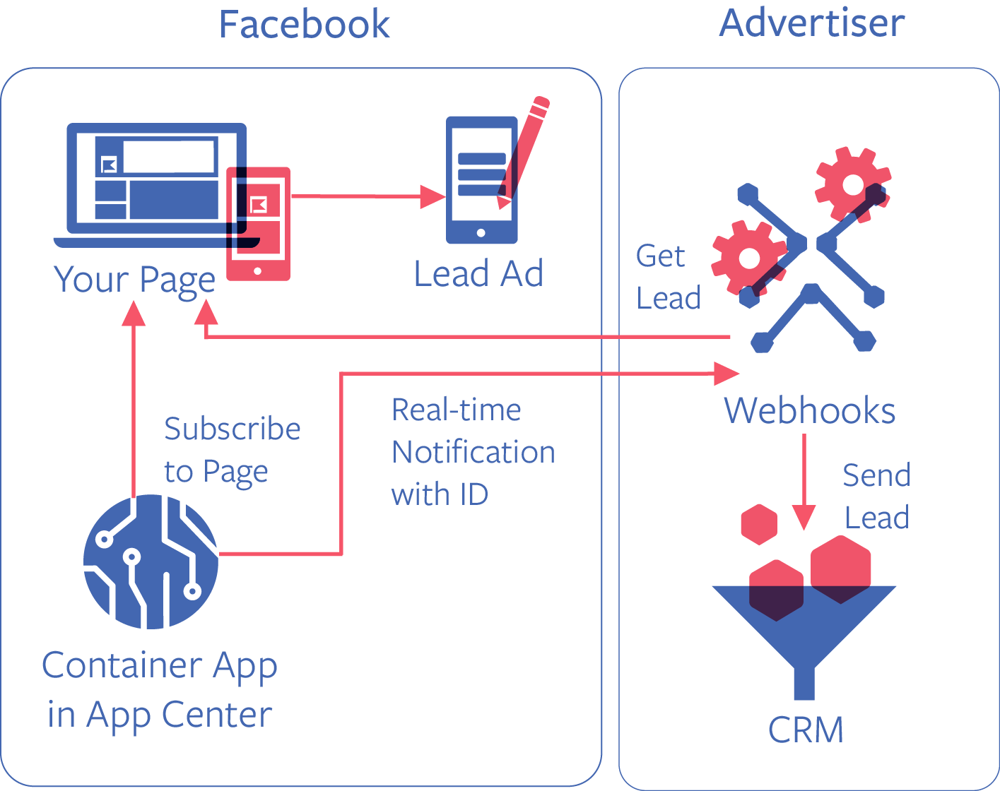 Facebook
Advertiser
Your Page
Lead Ad
Get
Lead
Subscribe
to Page
Real-time
Notification
with ID
Webhooks
Send
Lead
Container App
in App Center
CRM